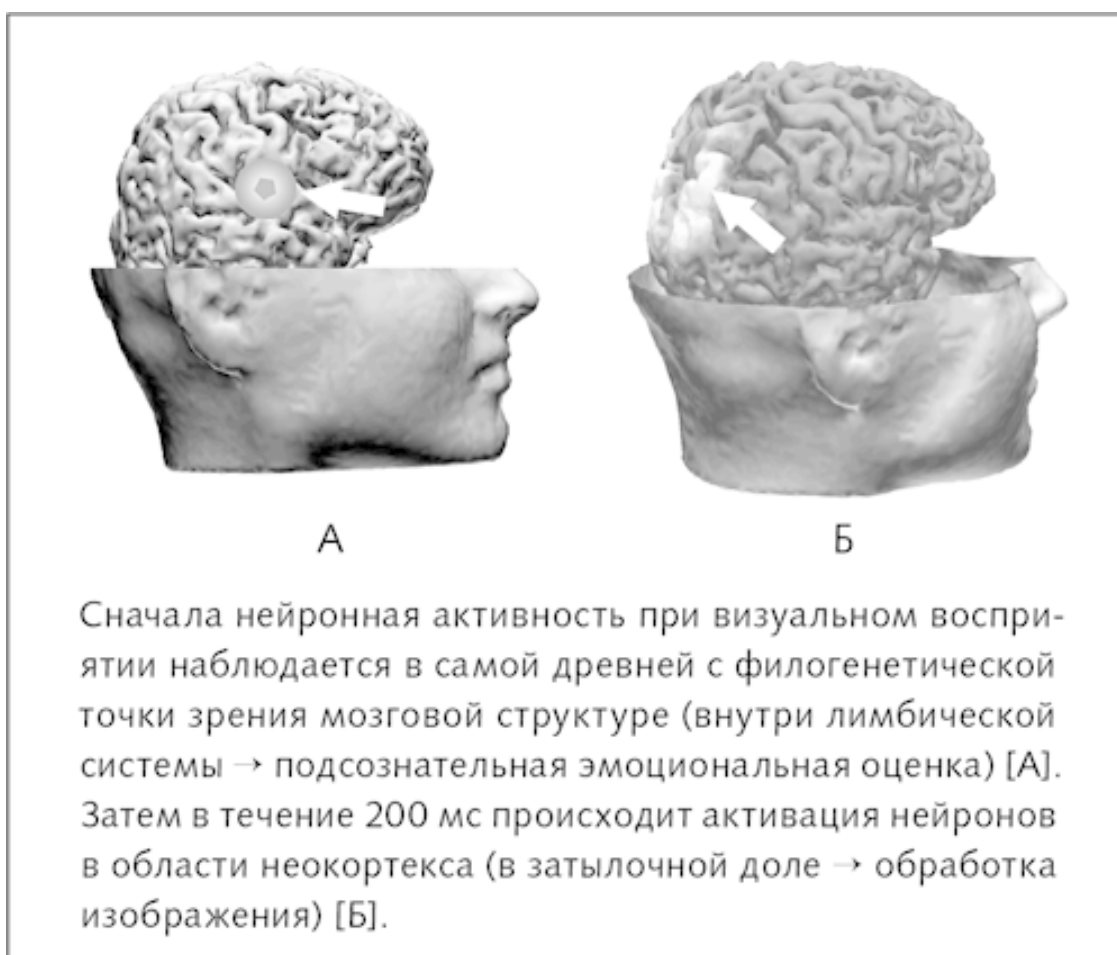 А Б
Сначала нейронная активность при визуальном воспри-
ятии наблюдается в самой древней с филогенетической
точки зрения мозговой структуре (внутри лимбической
системы → подсознательная эмоциональная оценка) [А].
Затем в течение 200 мс происходит активация нейронов
в области неокортекса (в затылочной доле → обработка
изображения) [Б].